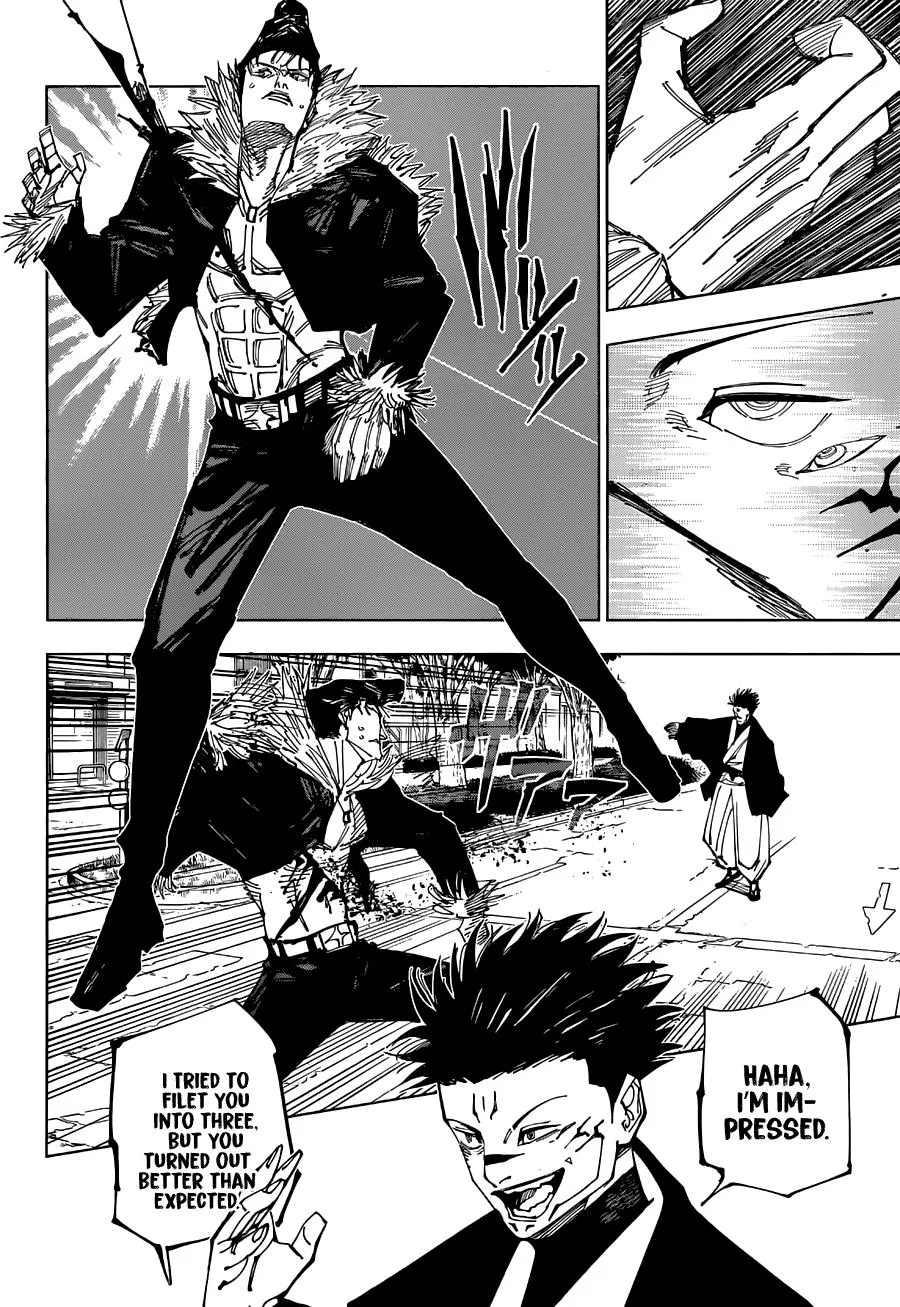 HAHA,
I'M IM-
PRESSED.
I TRIED TO
FILET YOU
INTO THREE,
BUT YOU
TURNED OUT
BETTER THAN
EXPECTED.